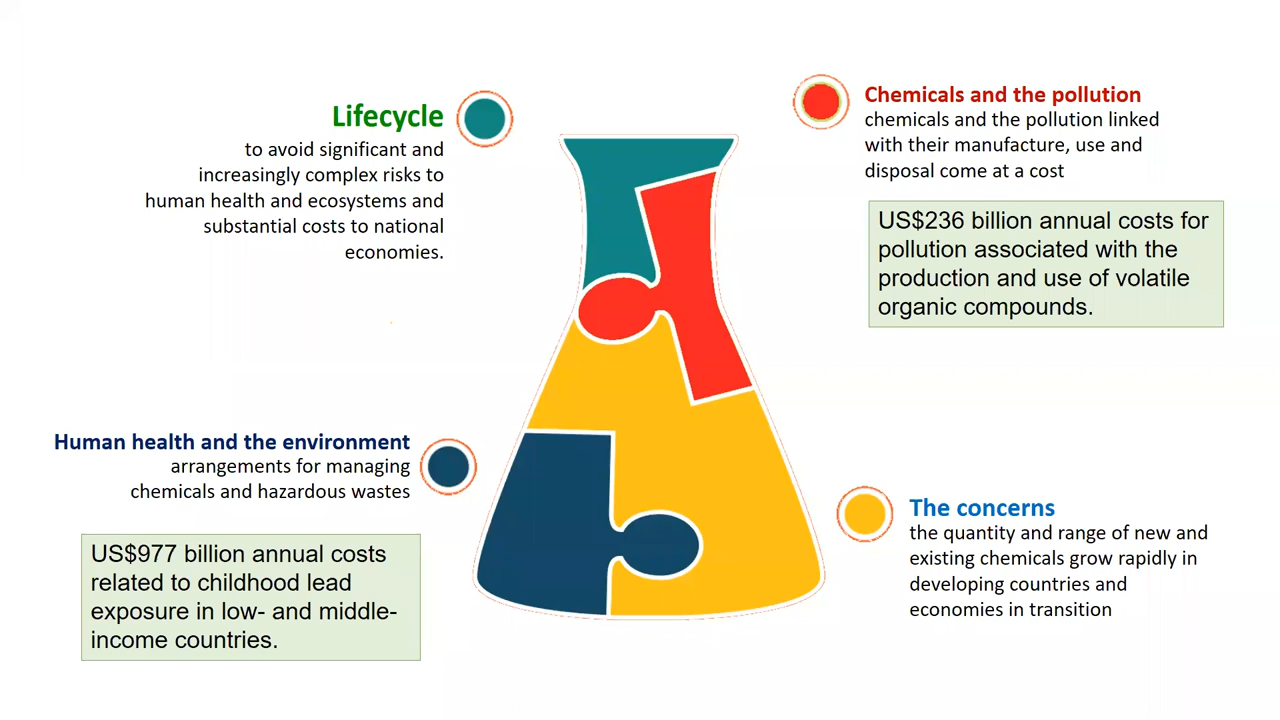 Lifecycle
to avoid significant and
increasingly complex risks to
human health and ecosystems and
substantial costs to national
economies.
Chemicals and the pollution
chemicals and the pollution linked
with their manufacture, use and
disposal come at a cost
US$236 billion annual costs for
pollution associated with the
production and use of volatile
organic compounds.
Human health and the environment
arrangements for managing
chemicals and hazardous wastes
US$977 billion annual costs
related to childhood lead
exposure in low- and middle-
income countries.
The concerns
the quantity and range of new and
existing chemicals grow rapidly in
developing countries and
economies in transition